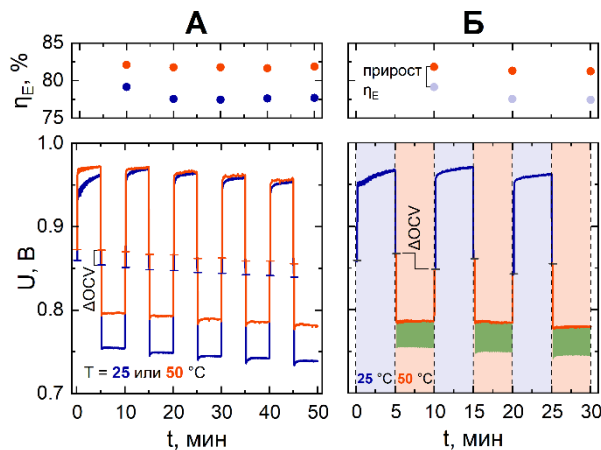 А
Б
85
80
75
η_E, %
прирост
η_E
1.0
0.9
0.8
0.7
U, В
ΔOCV
T = 25 или 50 °C
0 10 20 30 40 50
t, мин
ΔOCV
25 °C 50 °C
0 5 10 15 20 25 30
t, мин